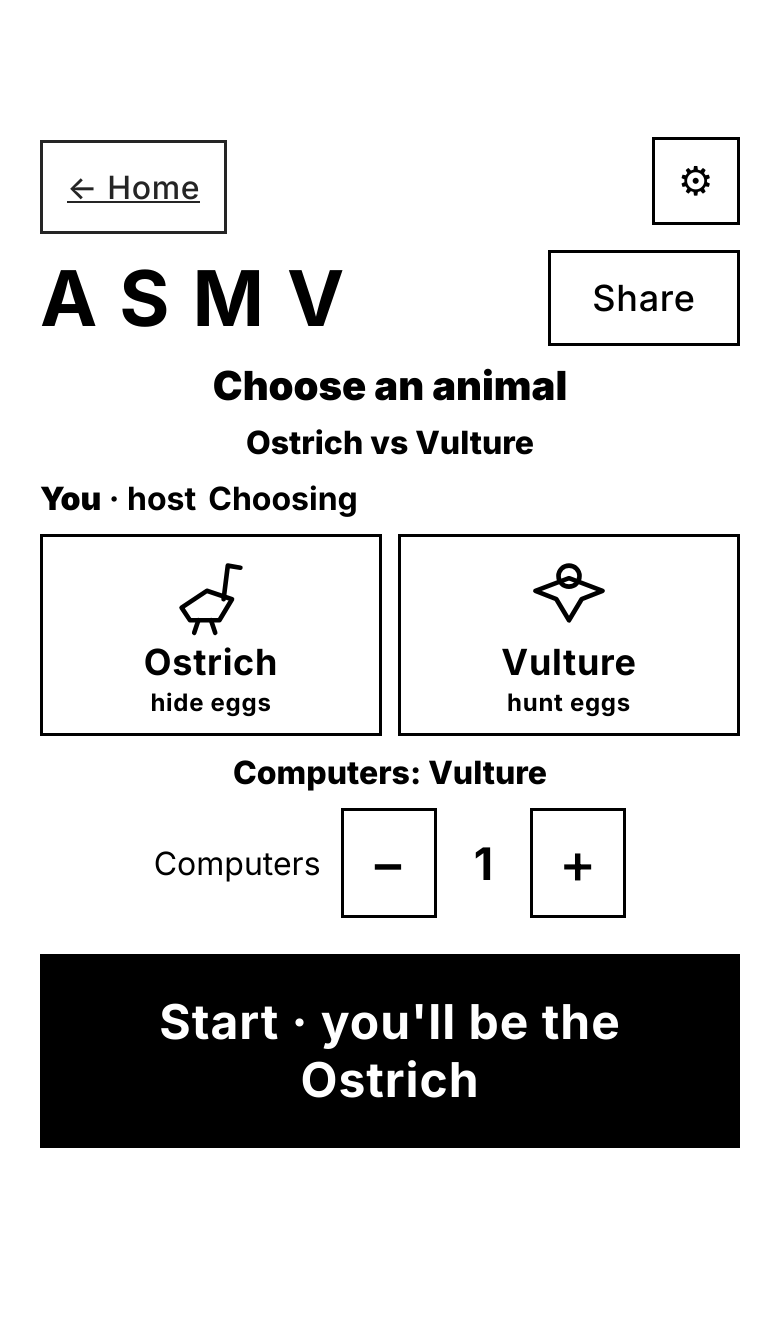 ← Home
⚙
A S M V
Share
Choose an animal
Ostrich vs Vulture
You · host Choosing
Ostrich
hide eggs
Vulture
hunt eggs
Computers: Vulture
Computers − 1 +
Start · you'll be the
Ostrich